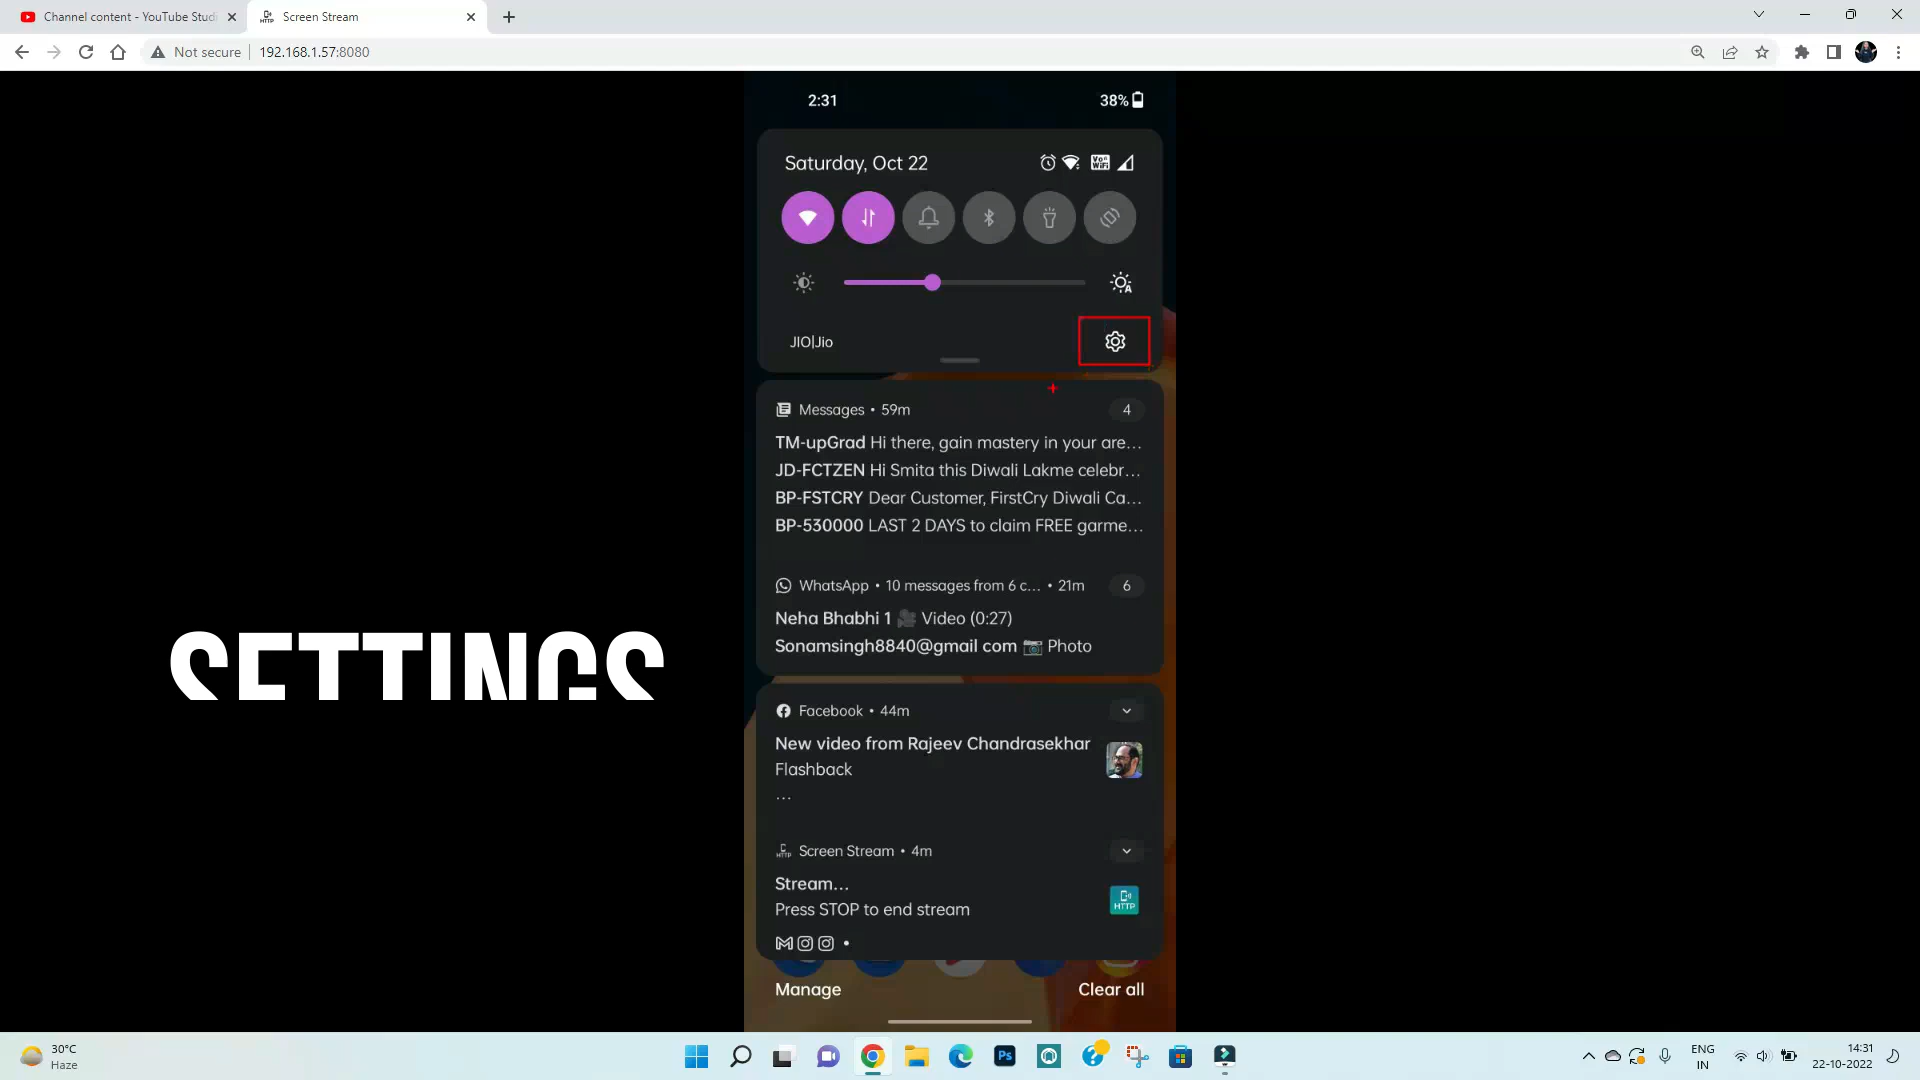 Channel content - YouTube Studi
Screen Stream
Not secure
192.168.1.57:8080
2:31
38%
Saturday, Oct 22
Vo WiFi
JIO|Jio
Messages • 59m
4
TM-upGrad Hi there, gain mastery in your are...
JD-FCTZEN Hi Smita this Diwali Lakme celebr...
BP-FSTCRY Dear Customer, FirstCry Diwali Ca...
BP-530000 LAST 2 DAYS to claim FREE garme...
WhatsApp • 10 messages from 6 c... • 21m
6
Neha Bhabhi 1 🎥 Video (0:27)
Sonamsingh8840@gmail com 📷 Photo
SETTINGS
Facebook • 44m
New video from Rajeev Chandrasekhar
Flashback
...
HTTP
Screen Stream • 4m
Stream...
Press STOP to end stream
HTTP
Manage
Clear all
30°C
Haze
Ps
ENG
IN
14:31
22-10-2022